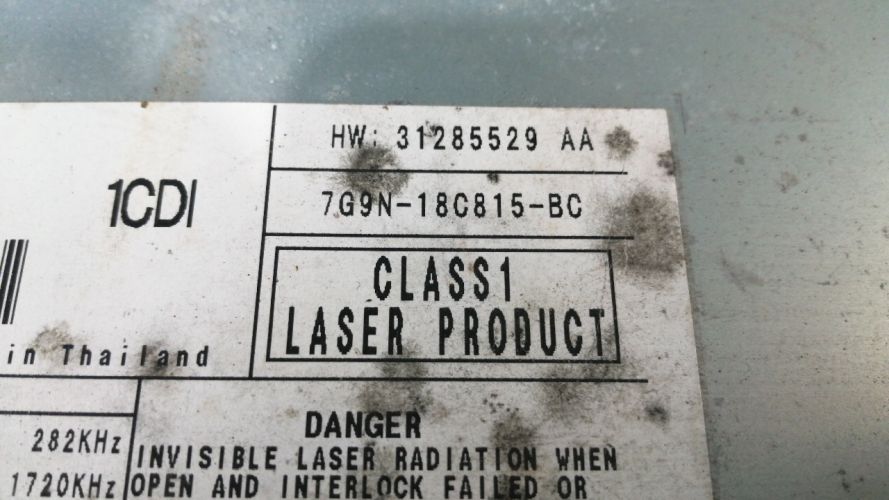 HW: 31285529 AA
7G9N-18C815-BC
1CDI
CLASS1
LASER PRODUCT
in Thailand
DANGER
282KHz
INVISIBLE LASER RADIATION WHEN
1720KHz
OPEN AND INTERLOCK FAILED OR